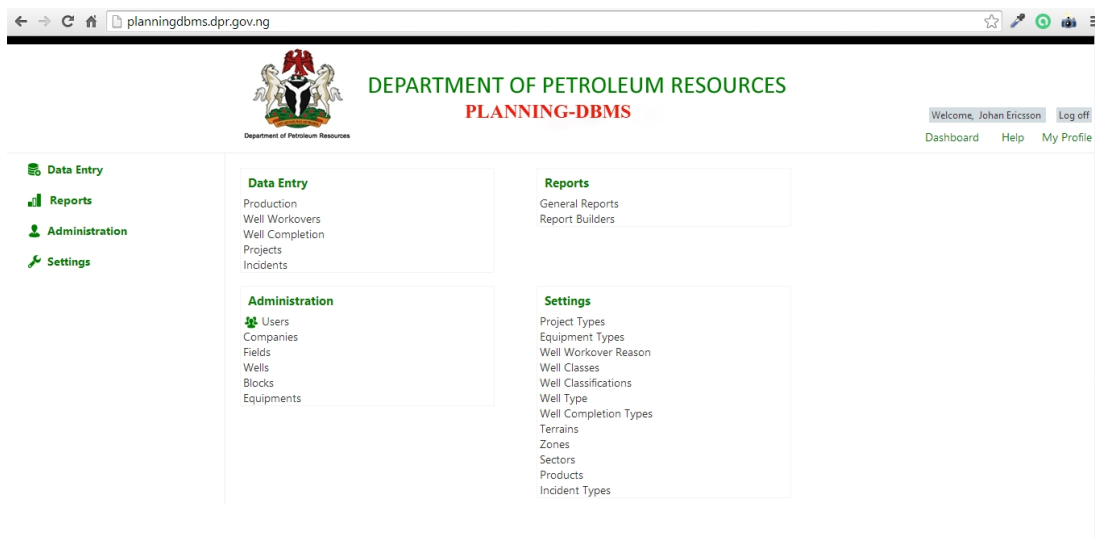 planningdbms.dpr.gov.ng
DEPARTMENT OF PETROLEUM RESOURCES
PLANNING-DBMS
Department of Petroleum Resources
Welcome, Johan Ericsson Log off
Dashboard Help My Profile
Data Entry
Reports
Administration
Settings
Data Entry
Production
Well Workovers
Well Completion
Projects
Incidents
Reports
General Reports
Report Builders
Administration
Users
Companies
Fields
Wells
Blocks
Equipments
Settings
Project Types
Equipment Types
Well Workover Reason
Well Classes
Well Classifications
Well Type
Well Completion Types
Terrains
Zones
Sectors
Products
Incident Types